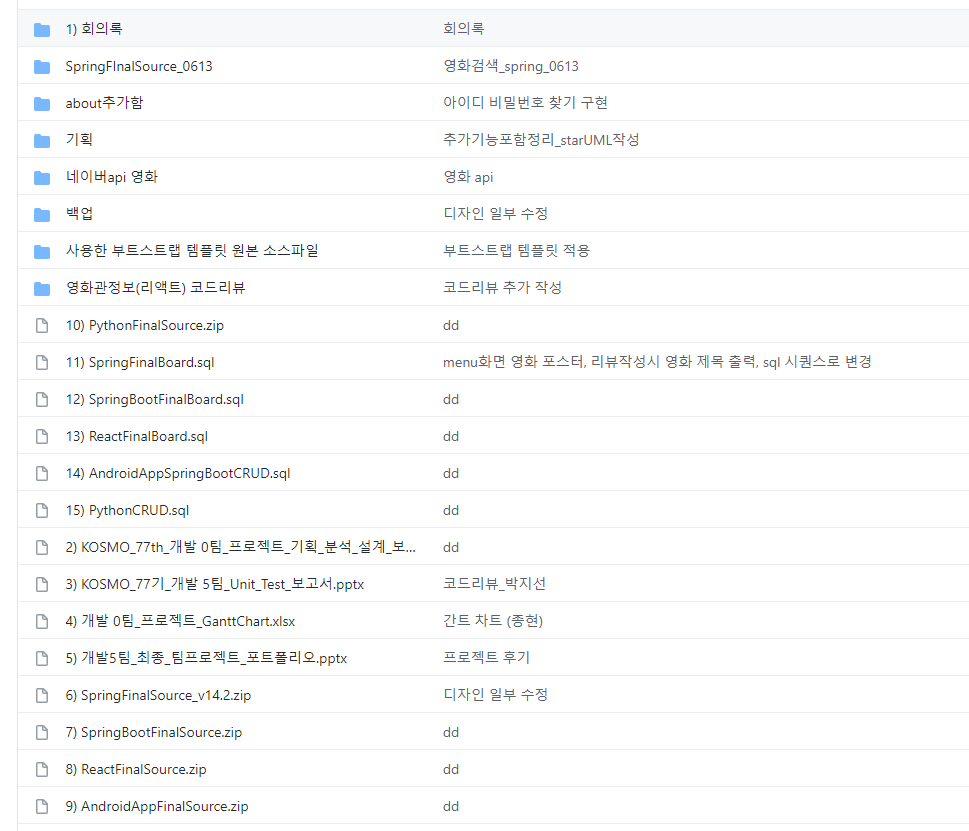 1) 회의록 회의록
SpringFInalSource_0613 영화검색_spring_0613
about추가함 아이디 비밀번호 찾기 구현
기획 추가기능포함정리_starUML작성
네이버api 영화 영화 api
백업 디자인 일부 수정
사용한 부트스트랩 템플릿 원본 소스파일 부트스트랩 템플릿 적용
영화관정보(리액트) 코드리뷰 코드리뷰 추가 작성
10) PythonFinalSource.zip dd
11) SpringFinalBoard.sql menu화면 영화 포스터, 리뷰작성시 영화 제목 출력, sql 시퀀스로 변경
12) SpringBootFinalBoard.sql dd
13) ReactFinalBoard.sql dd
14) AndroidAppSpringBootCRUD.sql dd
15) PythonCRUD.sql dd
2) KOSMO_77th_개발 0팀_프로젝트_기획_분석_설계_보... dd
3) KOSMO_77기_개발 5팀_Unit_Test_보고서.pptx 코드리뷰_박지선
4) 개발 0팀_프로젝트_GanttChart.xlsx 간트 차트 (종현)
5) 개발5팀_최종_팀프로젝트_포트폴리오.pptx 프로젝트 후기
6) SpringFinalSource_v14.2.zip 디자인 일부 수정
7) SpringBootFinalSource.zip dd
8) ReactFinalSource.zip dd
9) AndroidAppFinalSource.zip dd